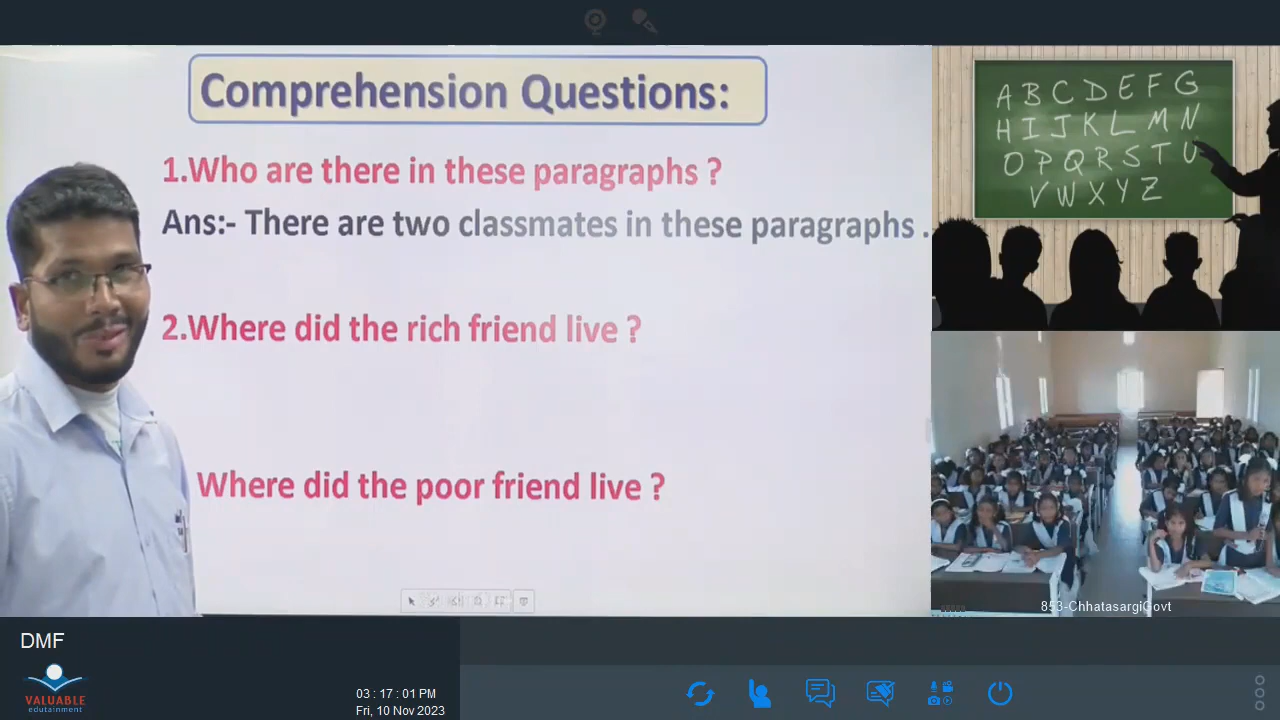 Comprehension Questions:
1.Who are there in these paragraphs ?
Ans:- There are two classmates in these paragraphs .
2.Where did the rich friend live ?
Where did the poor friend live ?
A B C D E F G
H I J K L M N
O P Q R S T U
V W X Y Z
853-ChhatasargiGovt
DMF
VALUABLE
edutainment
03 : 17 : 01 PM
Fri, 10 Nov 2023